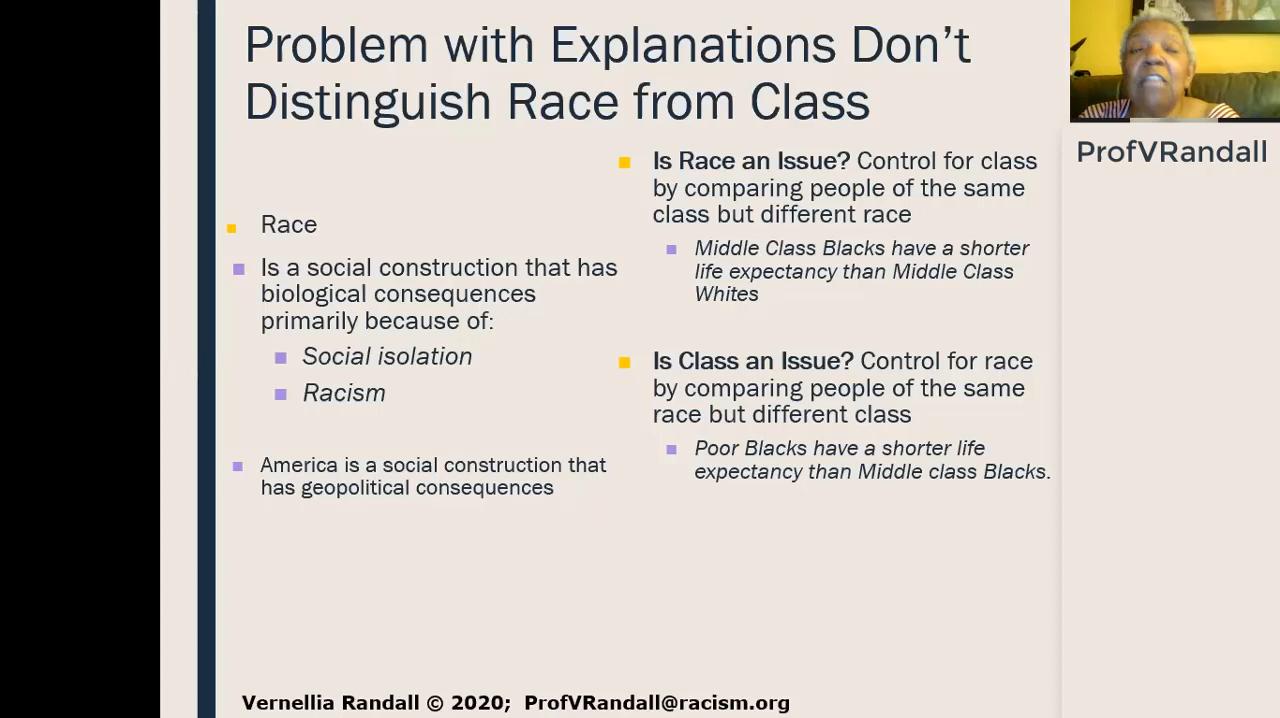 Problem with Explanations Don’t
Distinguish Race from Class
Race
Is a social construction that has
biological consequences
primarily because of:
Social isolation
Racism
America is a social construction that
has geopolitical consequences
Is Race an Issue? Control for class
by comparing people of the same
class but different race
Middle Class Blacks have a shorter
life expectancy than Middle Class
Whites
Is Class an Issue? Control for race
by comparing people of the same
race but different class
Poor Blacks have a shorter life
expectancy than Middle class Blacks.
ProfVRandall
Vernellia Randall © 2020; ProfVRandall@racism.org